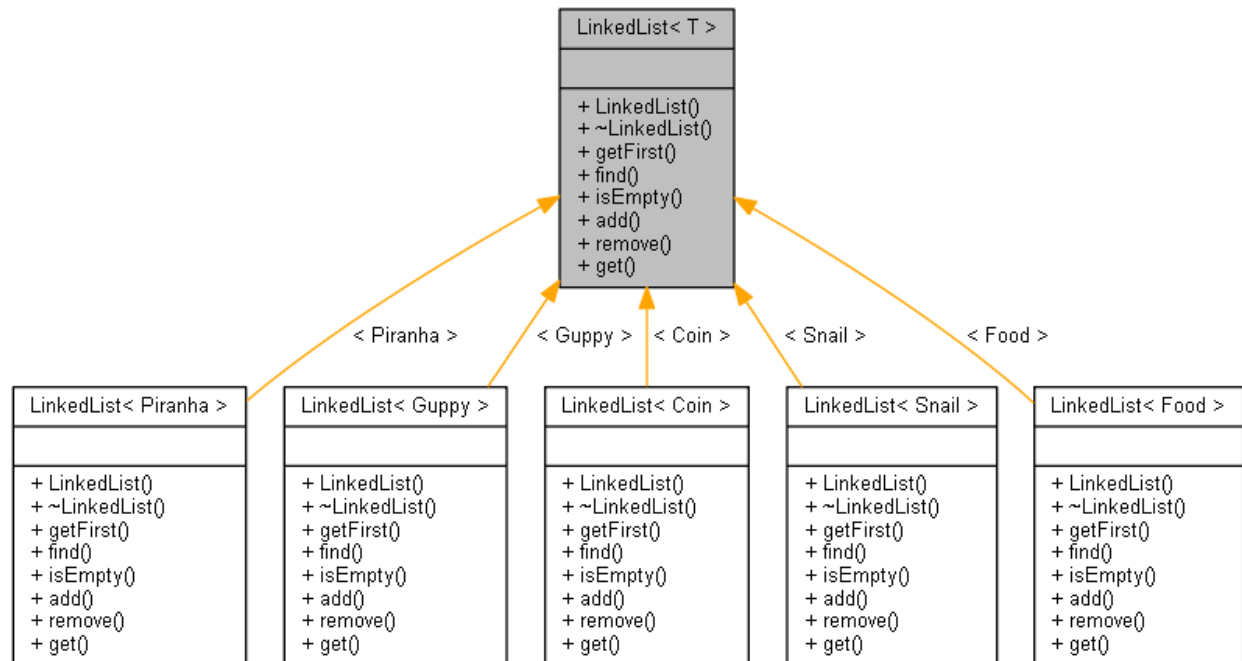 LinkedList< T >
+ LinkedList()
+ ~LinkedList()
+ getFirst()
+ find()
+ isEmpty()
+ add()
+ remove()
+ get()
< Piranha >
< Guppy >
< Coin >
< Snail >
< Food >
LinkedList< Piranha >
+ LinkedList()
+ ~LinkedList()
+ getFirst()
+ find()
+ isEmpty()
+ add()
+ remove()
+ get()
LinkedList< Guppy >
+ LinkedList()
+ ~LinkedList()
+ getFirst()
+ find()
+ isEmpty()
+ add()
+ remove()
+ get()
LinkedList< Coin >
+ LinkedList()
+ ~LinkedList()
+ getFirst()
+ find()
+ isEmpty()
+ add()
+ remove()
+ get()
LinkedList< Snail >
+ LinkedList()
+ ~LinkedList()
+ getFirst()
+ find()
+ isEmpty()
+ add()
+ remove()
+ get()
LinkedList< Food >
+ LinkedList()
+ ~LinkedList()
+ getFirst()
+ find()
+ isEmpty()
+ add()
+ remove()
+ get()